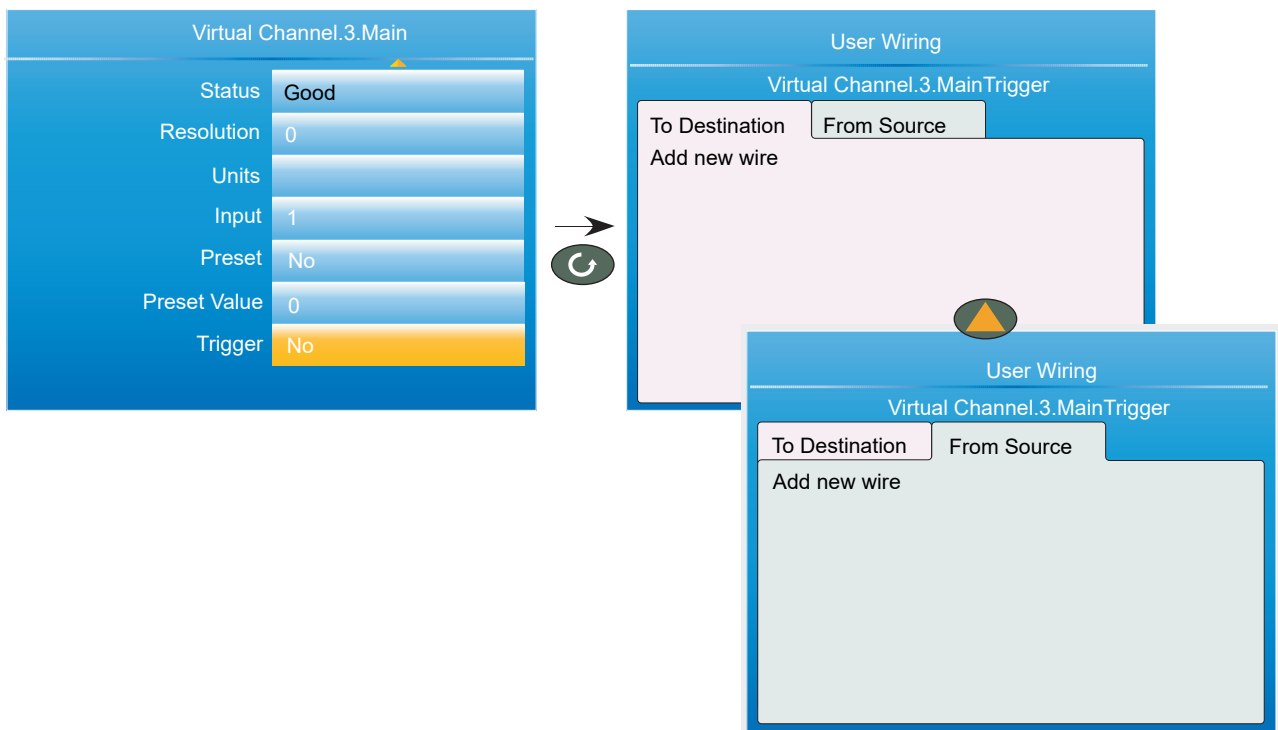 Virtual Channel.3.Main
Status Good
Resolution 0
Units
Input 1
Preset No
Preset Value 0
Trigger No
User Wiring
Virtual Channel.3.MainTrigger
To Destination From Source
Add new wire
User Wiring
Virtual Channel.3.MainTrigger
To Destination From Source
Add new wire